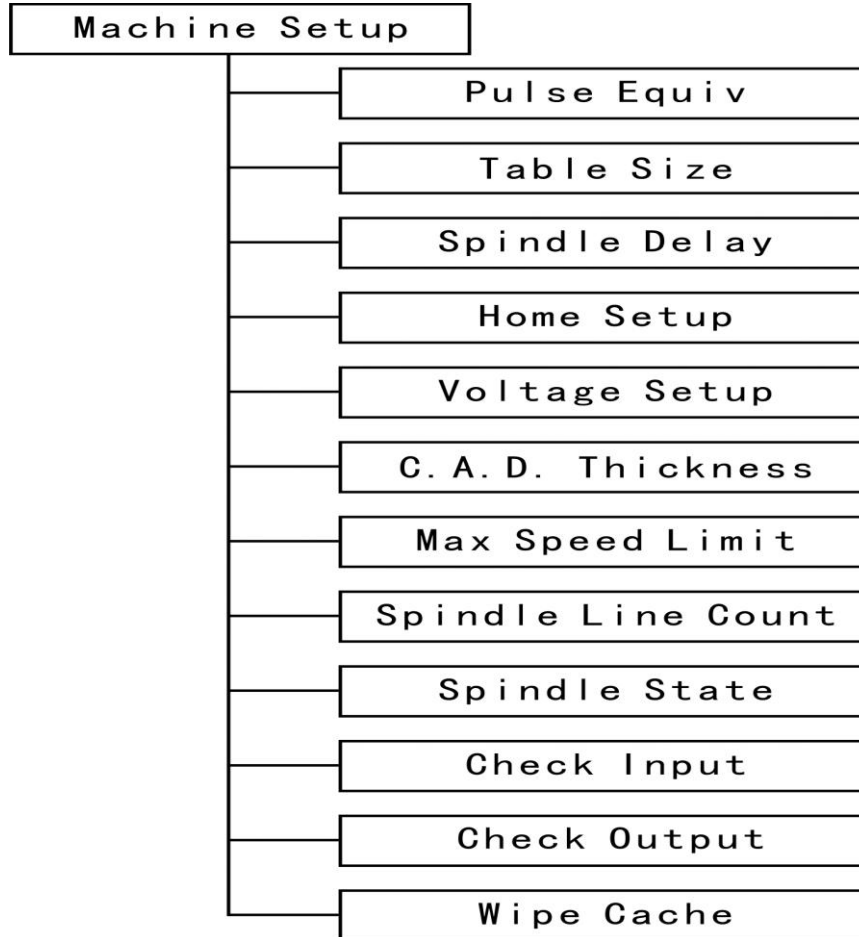 Machine Setup
Pulse Equiv
Table Size
Spindle Delay
Home Setup
Voltage Setup
C.A.D. Thickness
Max Speed Limit
Spindle Line Count
Spindle State
Check Input
Check Output
Wipe Cache